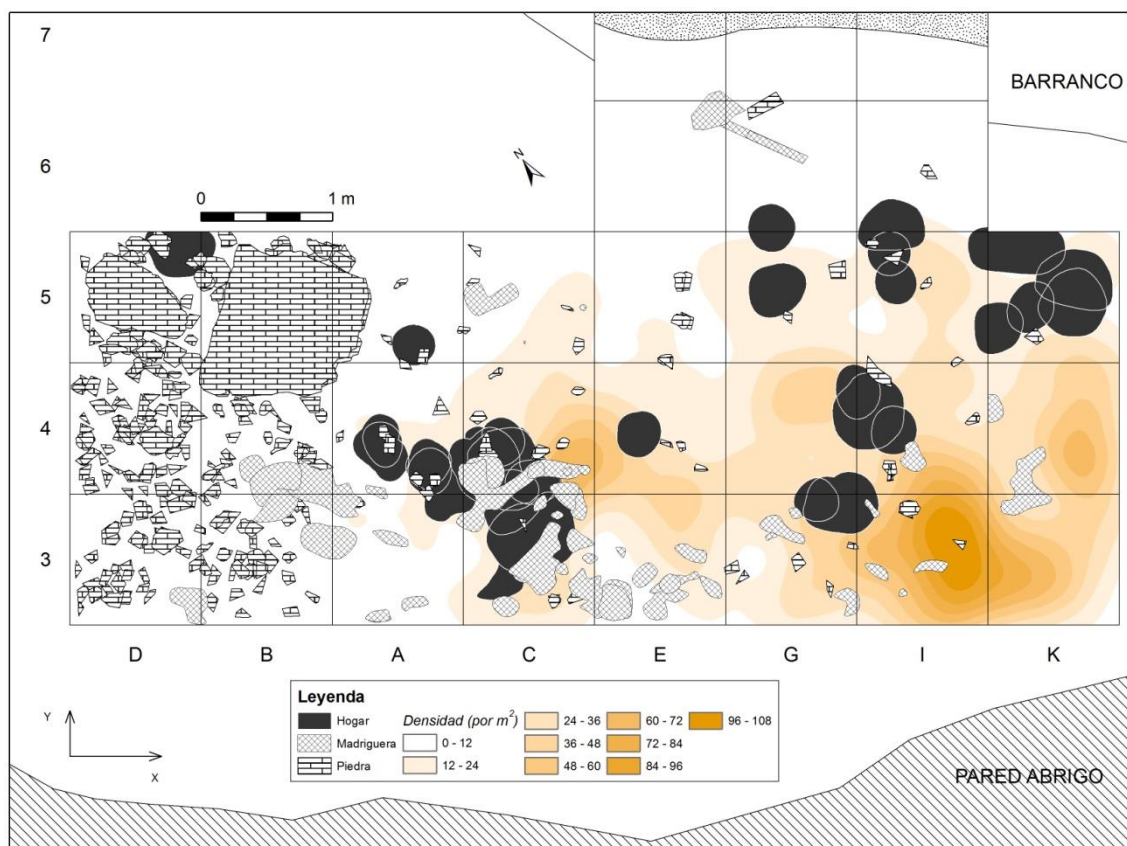 7
BARRANCO
6
N
0 1 m
5
4
3
D B A C E G I K
Leyenda
Hogar
Madriguera
Piedra
Densidad (por m²)
0 - 12
12 - 24
24 - 36
36 - 48
48 - 60
60 - 72
72 - 84
84 - 96
96 - 108
Y
X
PARED ABRIGO